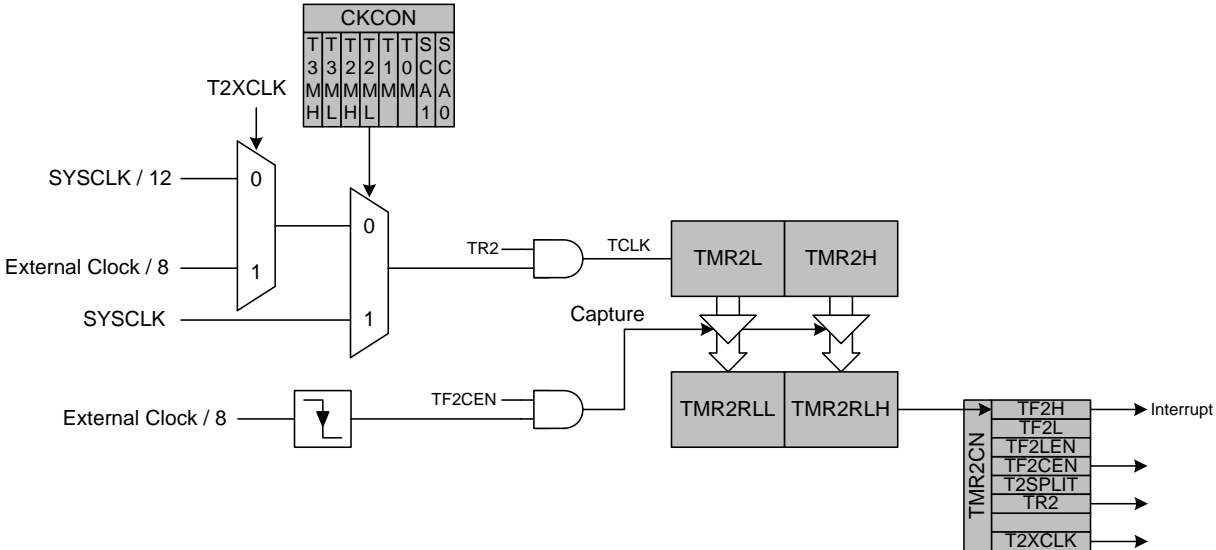 CKCON
T3MH T3ML T2MH T2ML T1M T0M SCA1 SCA0
T2XCLK
SYSCLK / 12
0
External Clock / 8
1
0
SYSCLK
1
TR2
TCLK
TMR2L TMR2H
Capture
External Clock / 8
TF2CEN
TMR2RLL TMR2RLH
TMR2CN
TF2H
Interrupt
TF2L
TF2LEN
TF2CEN
T2SPLIT
TR2
T2XCLK